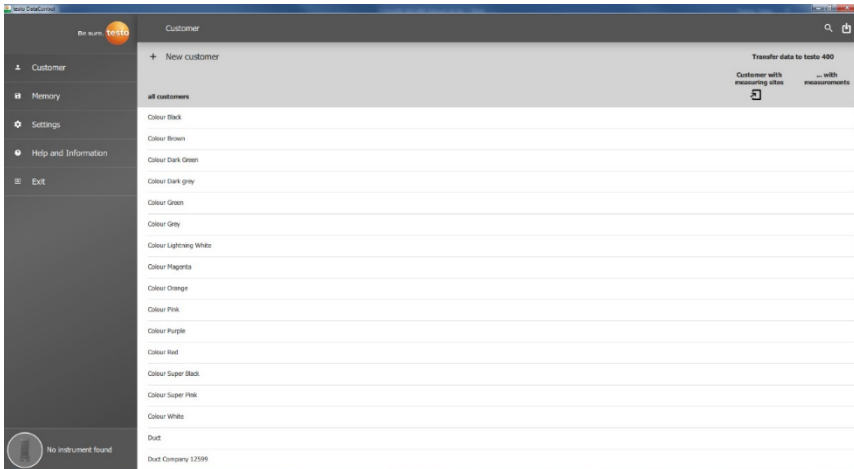 testo DataControl
Be sure. testo
Customer
Customer
Memory
Settings
Help and Information
Exit
No instrument found
+ New customer
Transfer data to testo 400
Customer with
measuring sites
... with
measurements
all customers
Colour Black
Colour Brown
Colour Dark Green
Colour Dark grey
Colour Green
Colour Grey
Colour Lightning White
Colour Magenta
Colour Orange
Colour Pink
Colour Purple
Colour Red
Colour Super Black
Colour Super Pink
Colour White
Duct
Duct Company 12599